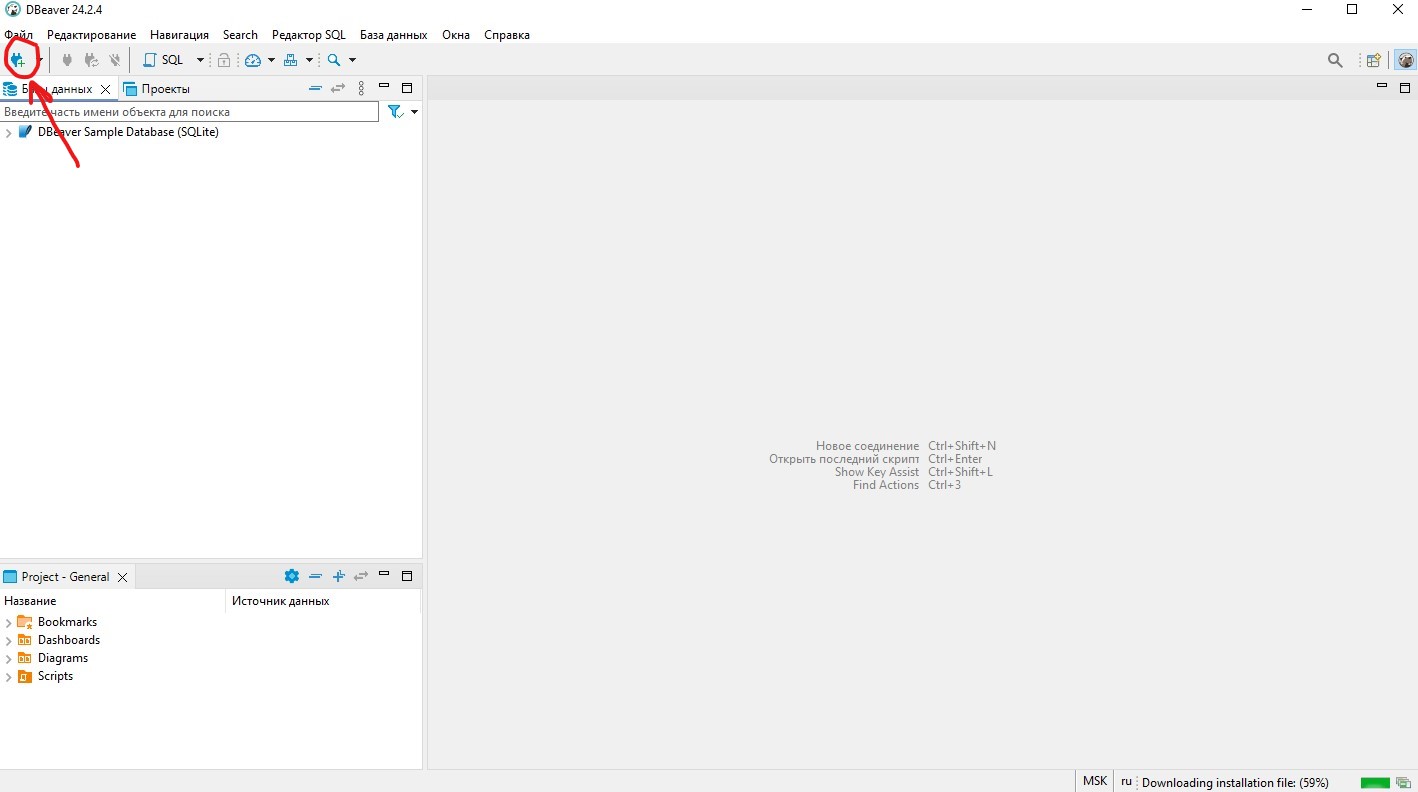 DBeaver 24.2.4
Файл Редактирование Навигация Search Редактор SQL База данных Окна Справка
SQL
Базы данных Проекты
Введите часть имени объекта для поиска
DBeaver Sample Database (SQLite)
Новое соединение Ctrl+Shift+N
Открыть последний скрипт Ctrl+Enter
Show Key Assist Ctrl+Shift+L
Find Actions Ctrl+3
Project - General
Название Источник данных
Bookmarks
Dashboards
Diagrams
Scripts
MSK ru Downloading installation file: (59%)